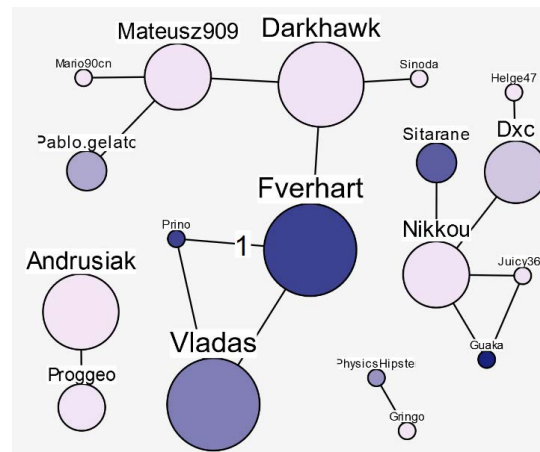 Mateusz909
Darkhawk
Mario90cn
Sinoda
Helge47
Pablo.gelato
Sitarane
Dxc
Fverhart
Prino
1
Nikkou
Andrusiak
Juicy36
Vladas
Guaka
Proggeo
PhysicsHipste
Gringo